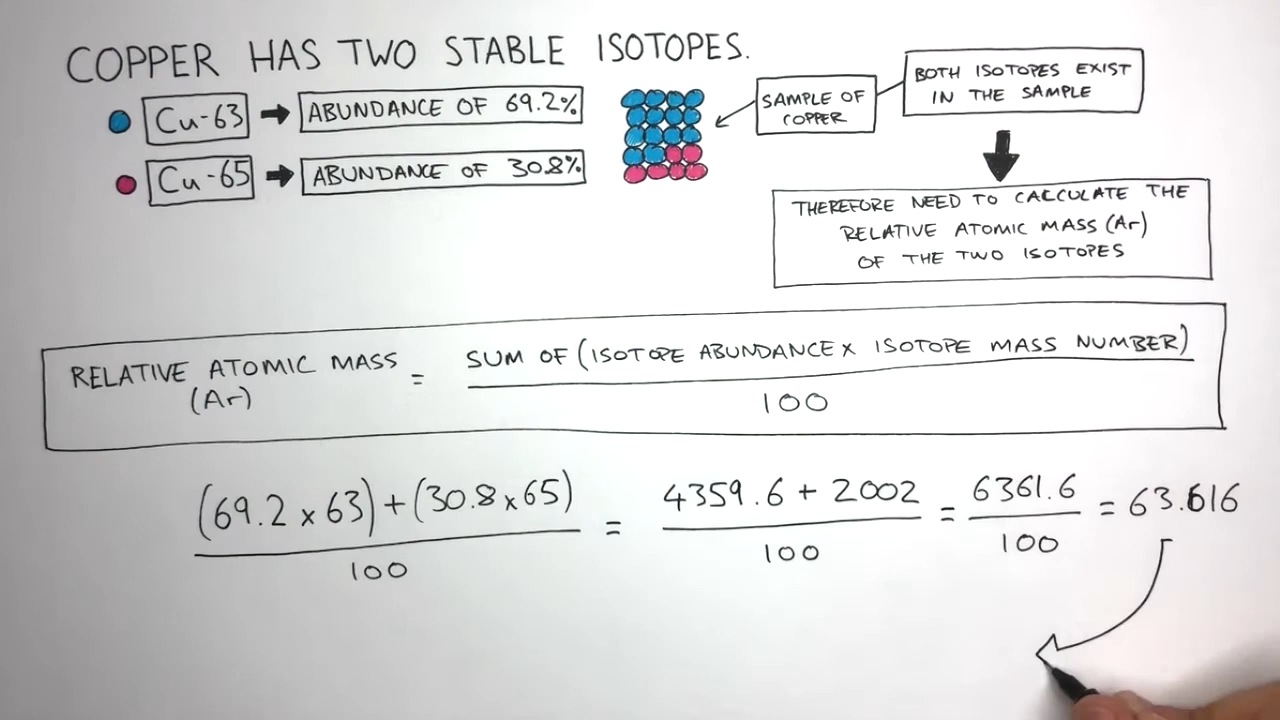 COPPER HAS TWO STABLE ISOTOPES.
Cu-63
ABUNDANCE OF 69.2%
Cu-65
ABUNDANCE OF 30.8%
SAMPLE OF
COPPER
BOTH ISOTOPES EXIST
IN THE SAMPLE
THEREFORE NEED TO CALCULATE THE
RELATIVE ATOMIC MASS (Ar)
OF THE TWO ISOTOPES
RELATIVE ATOMIC MASS
(Ar)
=
SUM OF (ISOTOPE ABUNDANCE x ISOTOPE MASS NUMBER)
100
(69.2 x 63) + (30.8 x 65)
100
=
4359.6 + 2002
100
=
6361.6
100
= 63.616